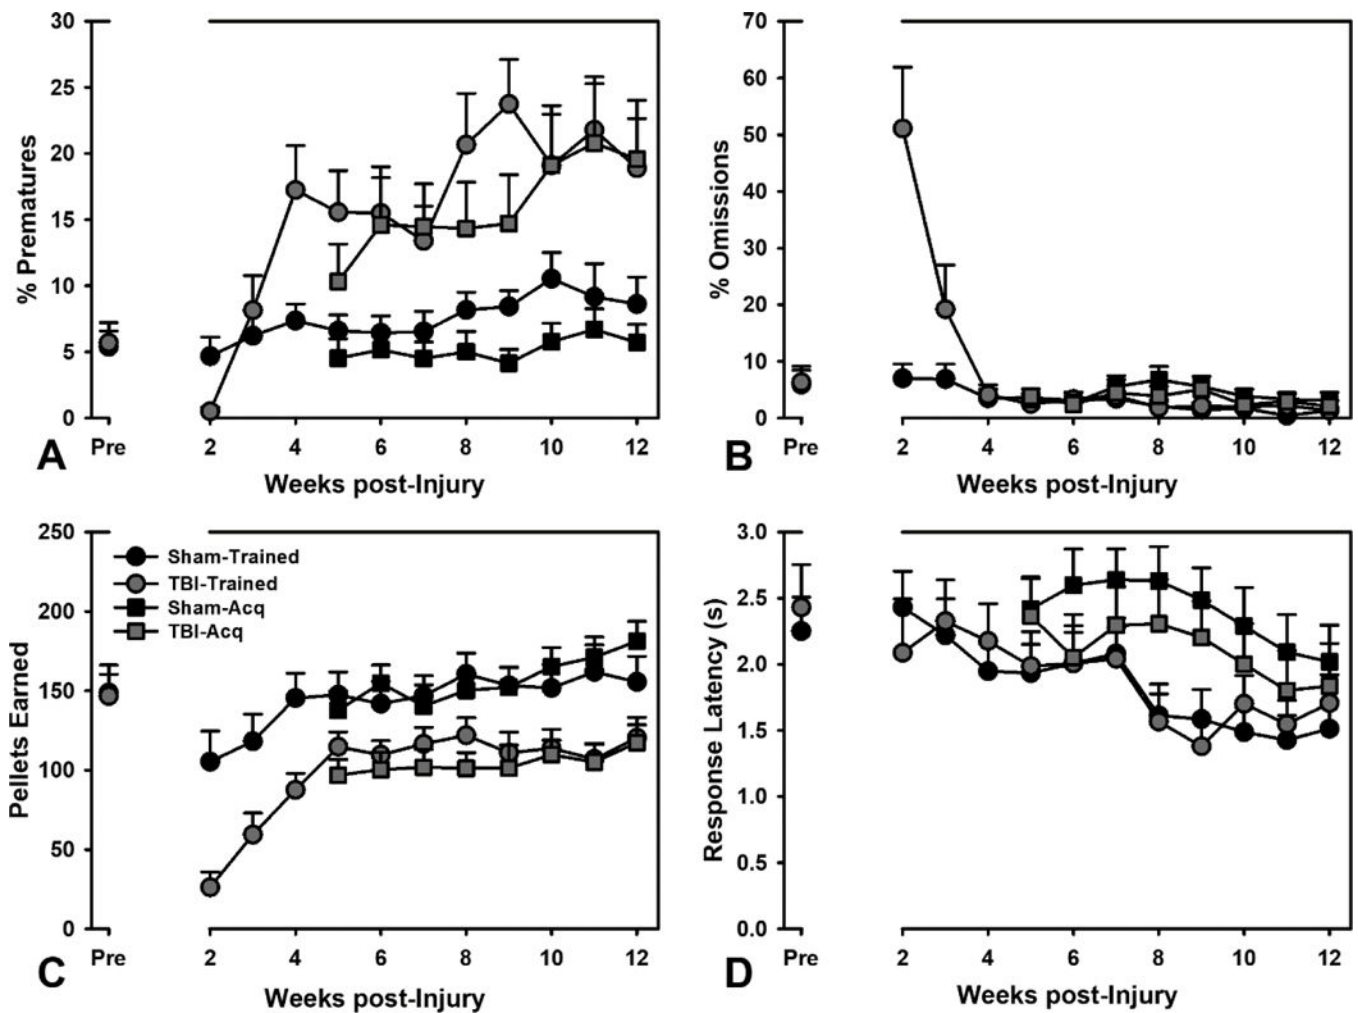 30
25
20
15
10
5
0
% Prematures
Pre 2 4 6 8 10 12
A
Weeks post-Injury
70
60
50
40
30
20
10
0
% Omissions
Pre 2 4 6 8 10 12
B
Weeks post-Injury
250
200
150
100
50
0
Pellets Earned
Sham-Trained
TBI-Trained
Sham-Acq
TBI-Acq
Pre 2 4 6 8 10 12
C
Weeks post-Injury
3.0
2.5
2.0
1.5
1.0
0.5
0.0
Response Latency (s)
Pre 2 4 6 8 10 12
D
Weeks post-Injury